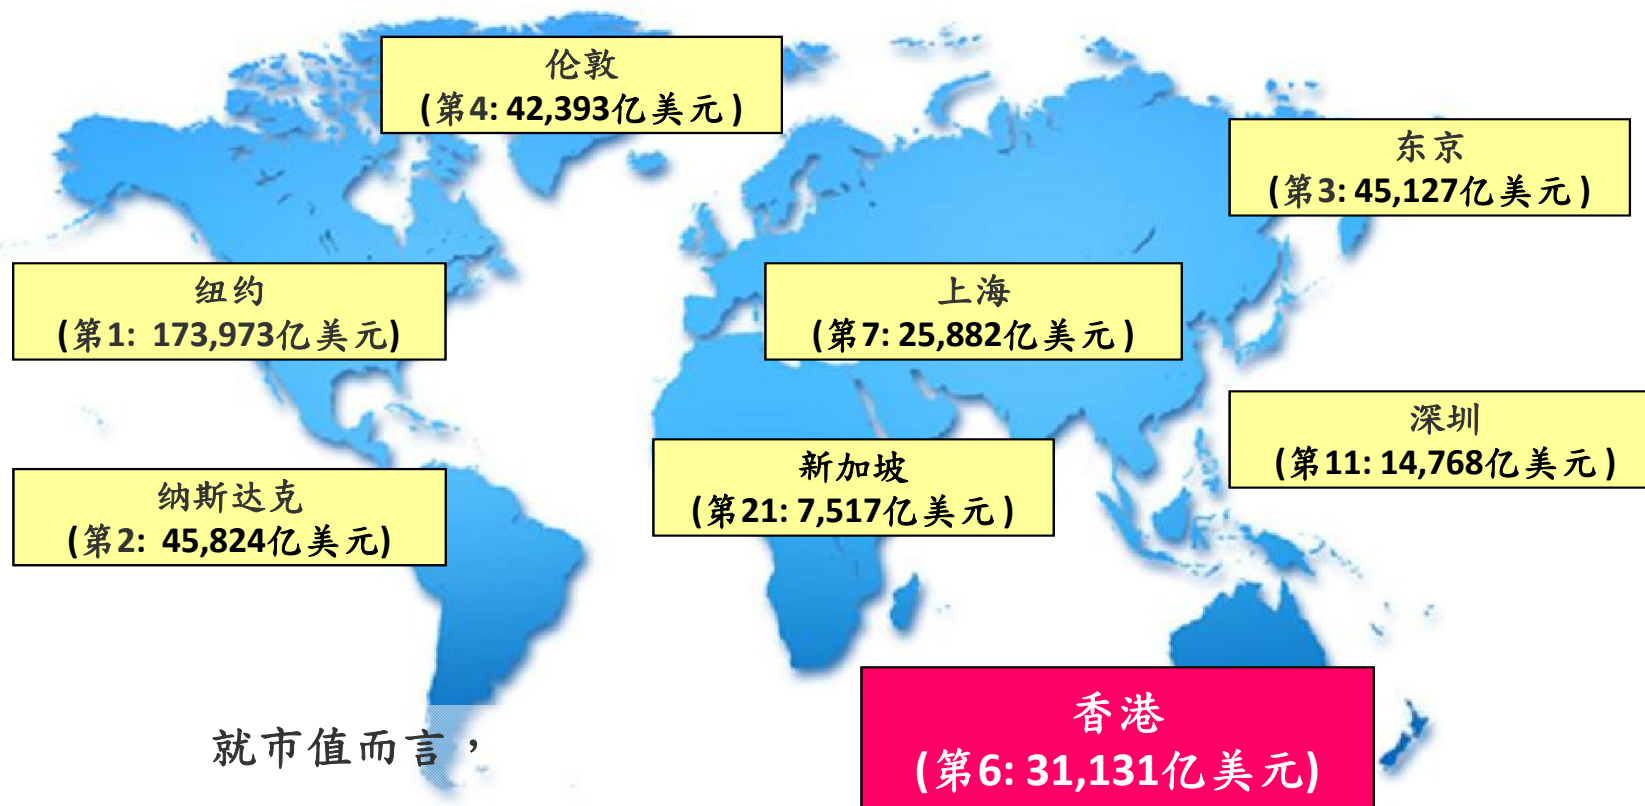 伦敦
(第4: 42,393亿美元)
东京
(第3: 45,127亿美元)
纽约
(第1: 173,973亿美元)
上海
(第7: 25,882亿美元)
深圳
(第11: 14,768亿美元)
新加坡
(第21: 7,517亿美元)
纳斯达克
(第2: 45,824亿美元)
香港
(第6: 31,131亿美元)
就市值而言，